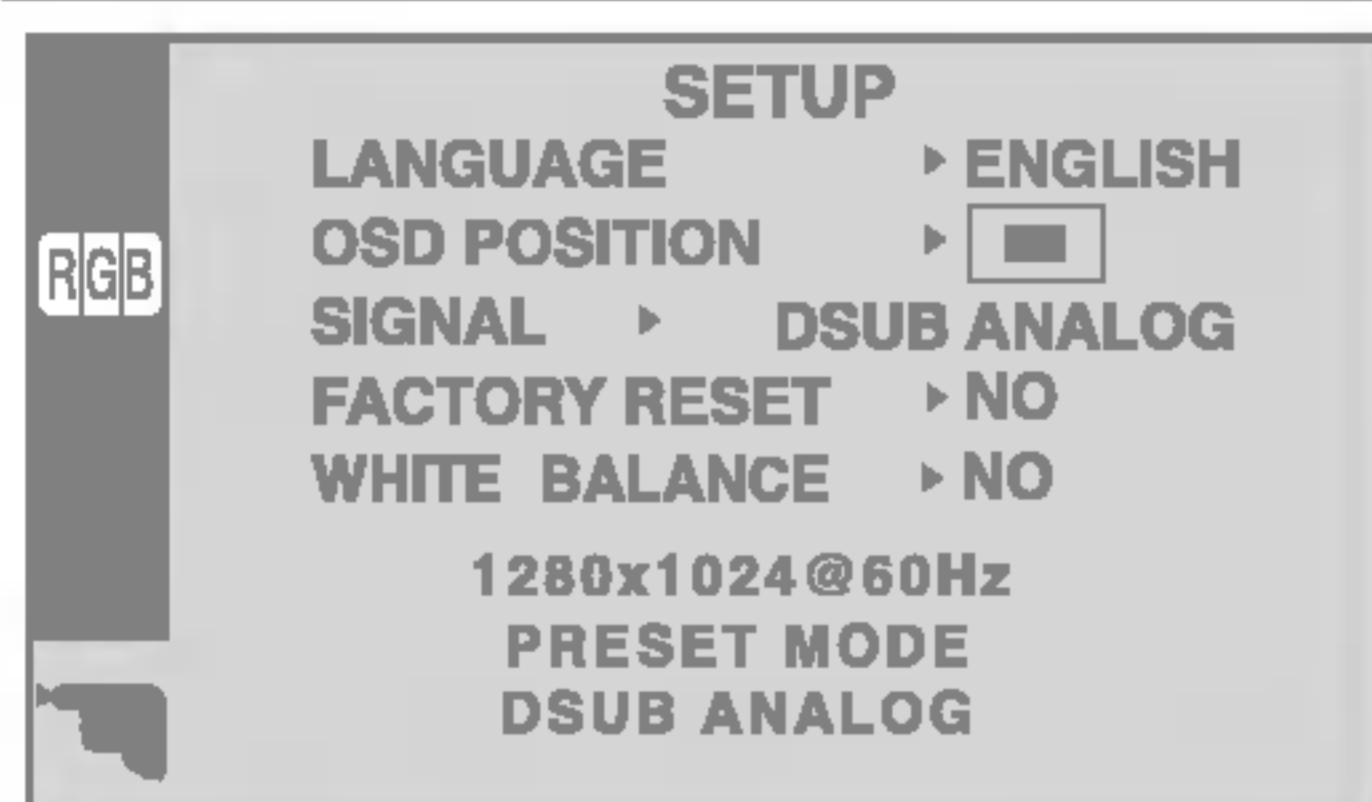 SETUP
LANGUAGE ▸ ENGLISH
OSD POSITION ▸
RGB
SIGNAL ▸ DSUB ANALOG
FACTORY RESET ▸ NO
WHITE BALANCE ▸ NO
1280x1024@60Hz
PRESET MODE
DSUB ANALOG